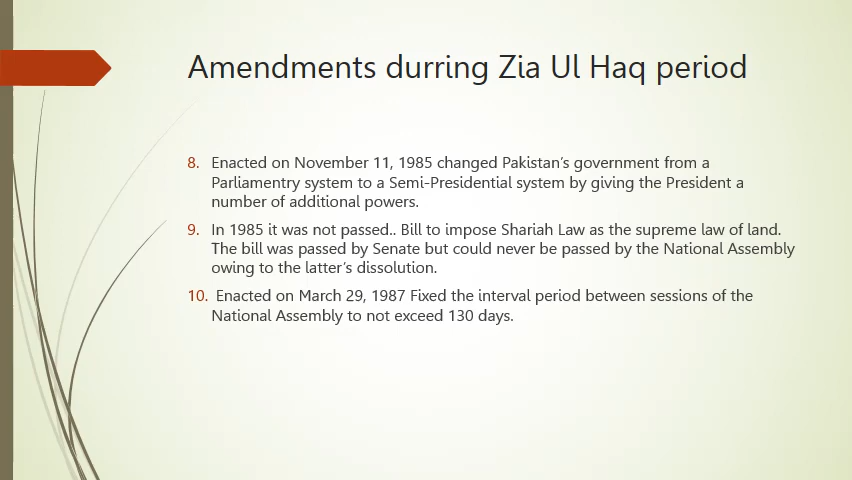 Amendments durring Zia Ul Haq period
8. Enacted on November 11, 1985 changed Pakistan's government from a
Parliamentry system to a Semi-Presidential system by giving the President a
number of additional powers.
9. In 1985 it was not passed.. Bill to impose Shariah Law as the supreme law of land.
The bill was passed by Senate but could never be passed by the National Assembly
owing to the latter's dissolution.
10. Enacted on March 29, 1987 Fixed the interval period between sessions of the
National Assembly to not exceed 130 days.